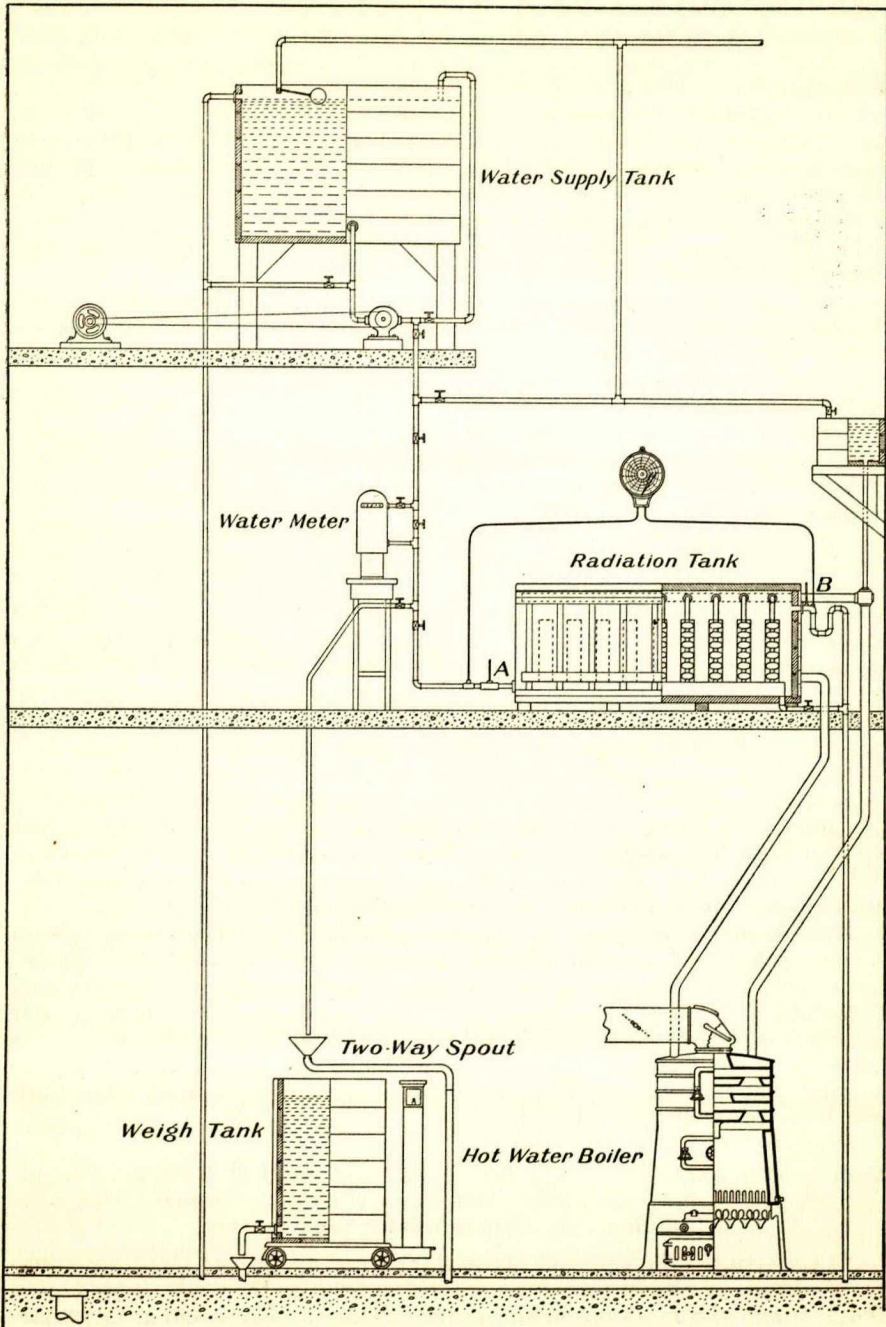 Water Supply Tank
Water Meter
Radiation Tank
B
A
Two-Way Spout
Weigh Tank
Hot Water Boiler